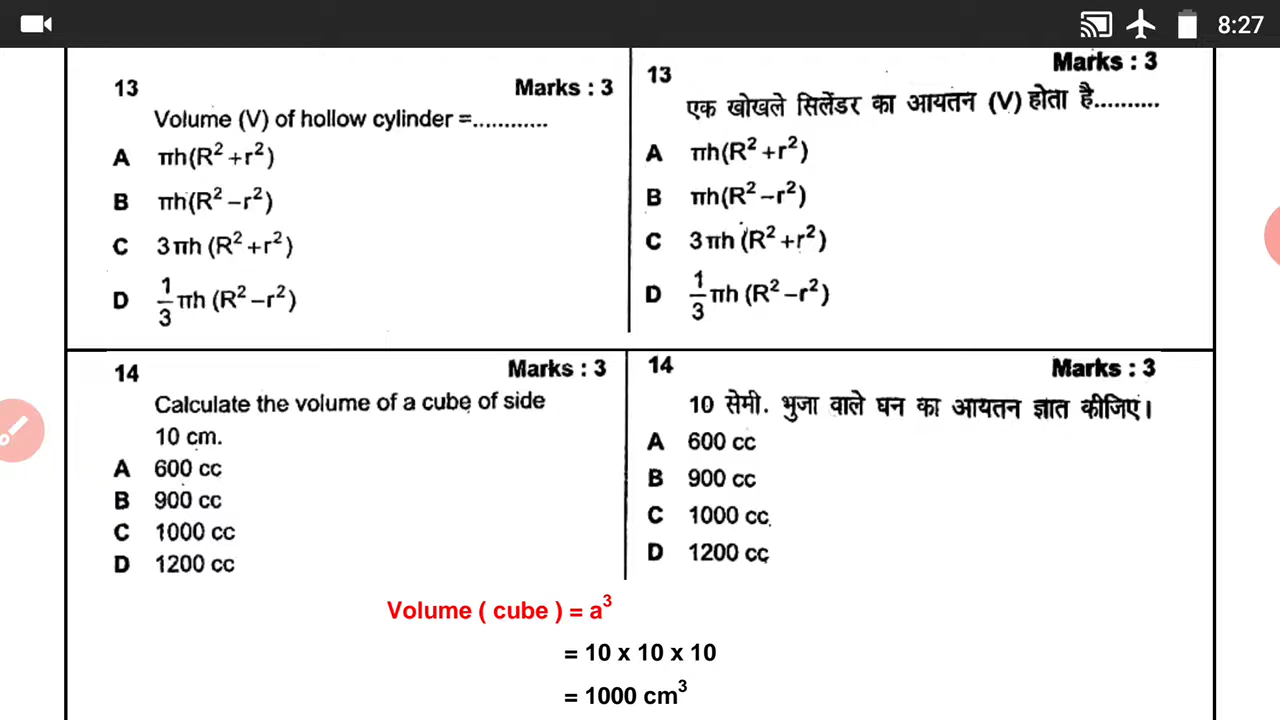 8:27
13 Marks : 3
Volume (V) of hollow cylinder =............
A πh(R² +r²)
B πh(R² –r²)
C 3πh (R² +r²)
D 1/3 πh (R² –r²)
13 Marks : 3
एक खोखले सिलेंडर का आयतन (V) होता है..........
A πh(R² +r²)
B πh(R² –r²)
C 3πh (R² +r²)
D 1/3 πh (R² –r²)
14 Marks : 3
Calculate the volume of a cube of side
10 cm.
A 600 cc
B 900 cc
C 1000 cc
D 1200 cc
14 Marks : 3
10 सेमी. भुजा वाले घन का आयतन ज्ञात कीजिए।
A 600 cc
B 900 cc
C 1000 cc
D 1200 cc
Volume ( cube ) = a³
= 10 x 10 x 10
= 1000 cm³